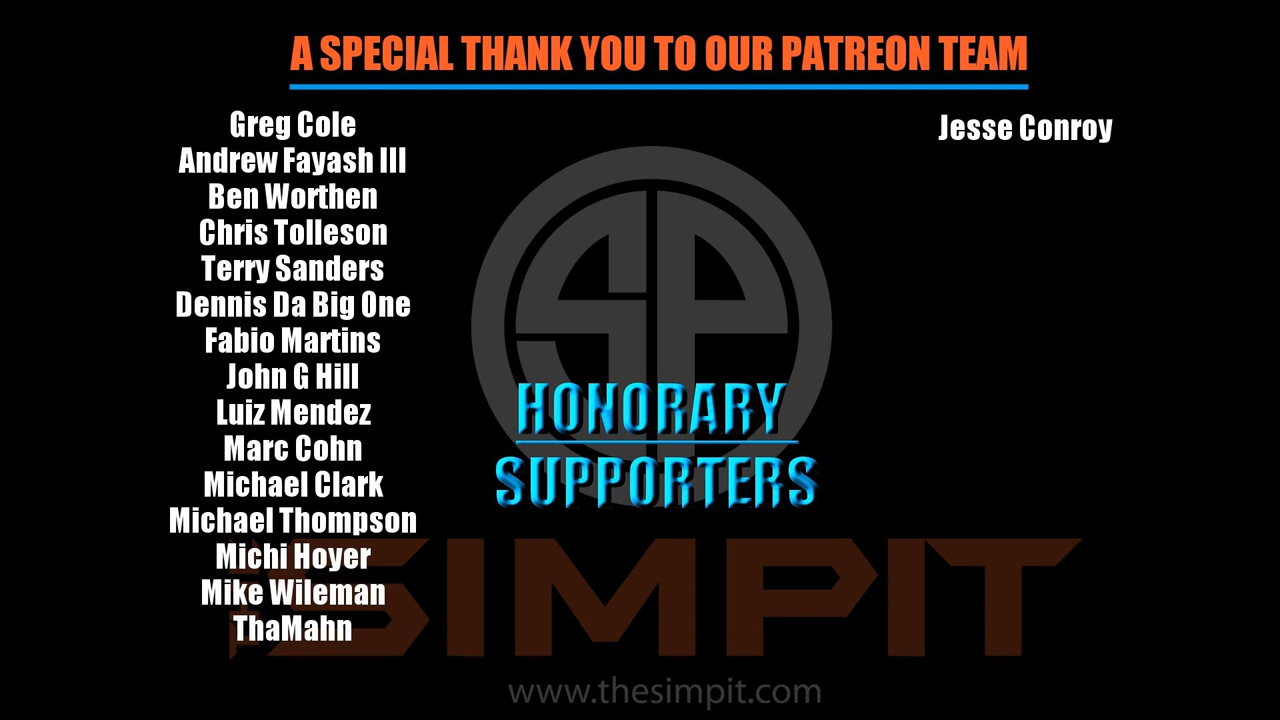 A SPECIAL THANK YOU TO OUR PATREON TEAM
Greg Cole
Andrew Fayash III
Ben Worthen
Chris Tolleson
Terry Sanders
Dennis Da Big One
Fabio Martins
John G Hill
Luiz Mendez
Marc Cohn
Michael Clark
Michael Thompson
Michi Hoyer
Mike Wileman
ThaMahn
Jesse Conroy
SP
HONORARY
SUPPORTERS
THE SIMPIT
www.thesimpit.com